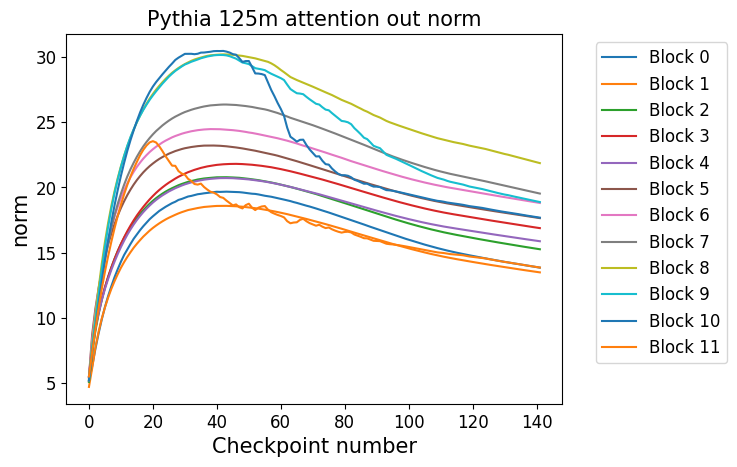 Pythia 125m attention out norm
norm
30
25
20
15
10
5
0 20 40 60 80 100 120 140
Checkpoint number
Block 0
Block 1
Block 2
Block 3
Block 4
Block 5
Block 6
Block 7
Block 8
Block 9
Block 10
Block 11